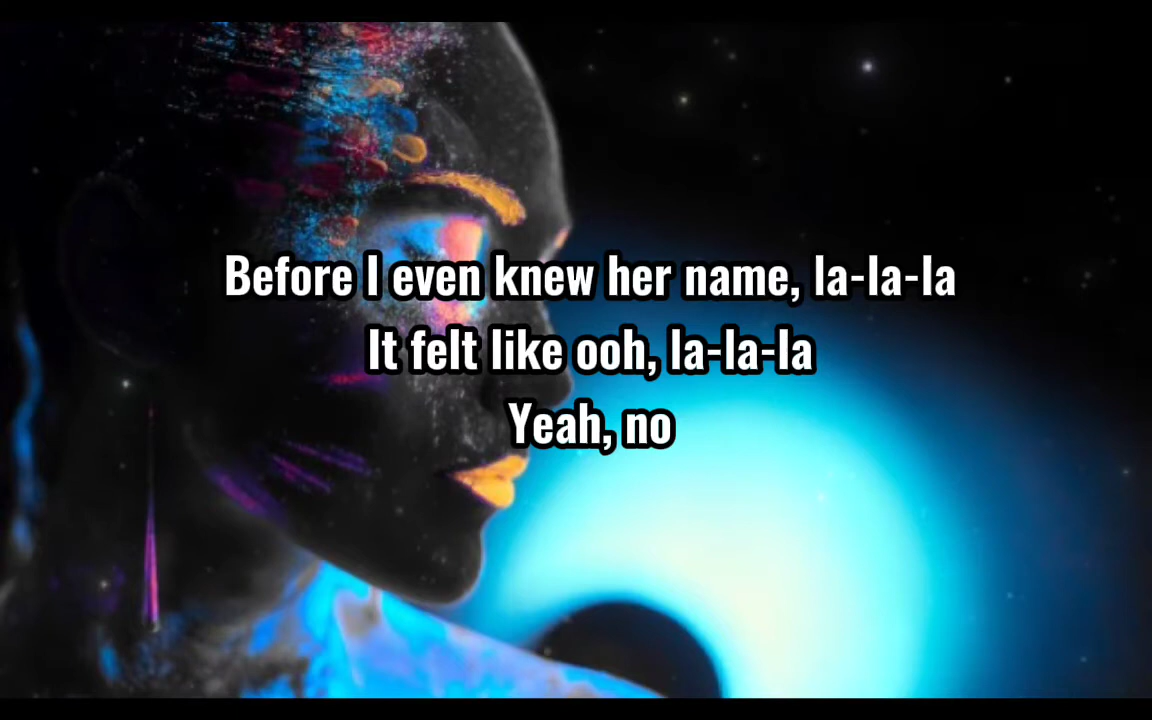 Before I even knew her name, la-la-la
It felt like ooh, la-la-la
Yeah, no